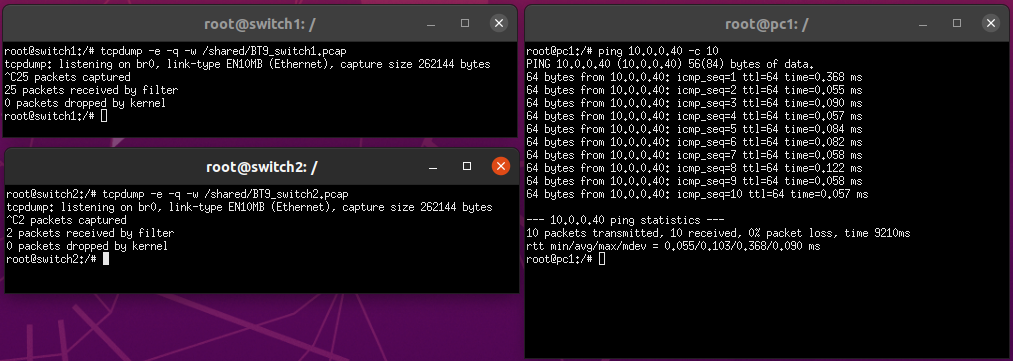 root@switch1: /
root@switch1:/# tcpdump -e -q -w /shared/BT9_switch1.pcap
tcpdump: listening on br0, link-type EN10MB (Ethernet), capture size 262144 bytes
^C25 packets captured
25 packets received by filter
0 packets dropped by kernel
root@switch1:/#
root@switch2: /
root@switch2:/# tcpdump -e -q -w /shared/BT9_switch2.pcap
tcpdump: listening on br0, link-type EN10MB (Ethernet), capture size 262144 bytes
^C2 packets captured
2 packets received by filter
0 packets dropped by kernel
root@switch2:/#
root@pc1: /
root@pc1:/# ping 10.0.0.40 -c 10
PING 10.0.0.40 (10.0.0.40) 56(84) bytes of data.
64 bytes from 10.0.0.40: icmp_seq=1 ttl=64 time=0.368 ms
64 bytes from 10.0.0.40: icmp_seq=2 ttl=64 time=0.055 ms
64 bytes from 10.0.0.40: icmp_seq=3 ttl=64 time=0.090 ms
64 bytes from 10.0.0.40: icmp_seq=4 ttl=64 time=0.057 ms
64 bytes from 10.0.0.40: icmp_seq=5 ttl=64 time=0.084 ms
64 bytes from 10.0.0.40: icmp_seq=6 ttl=64 time=0.082 ms
64 bytes from 10.0.0.40: icmp_seq=7 ttl=64 time=0.058 ms
64 bytes from 10.0.0.40: icmp_seq=8 ttl=64 time=0.122 ms
64 bytes from 10.0.0.40: icmp_seq=9 ttl=64 time=0.058 ms
64 bytes from 10.0.0.40: icmp_seq=10 ttl=64 time=0.057 ms
--- 10.0.0.40 ping statistics ---
10 packets transmitted, 10 received, 0% packet loss, time 9210ms
rtt min/avg/max/mdev = 0.055/0.103/0.368/0.090 ms
root@pc1:/#